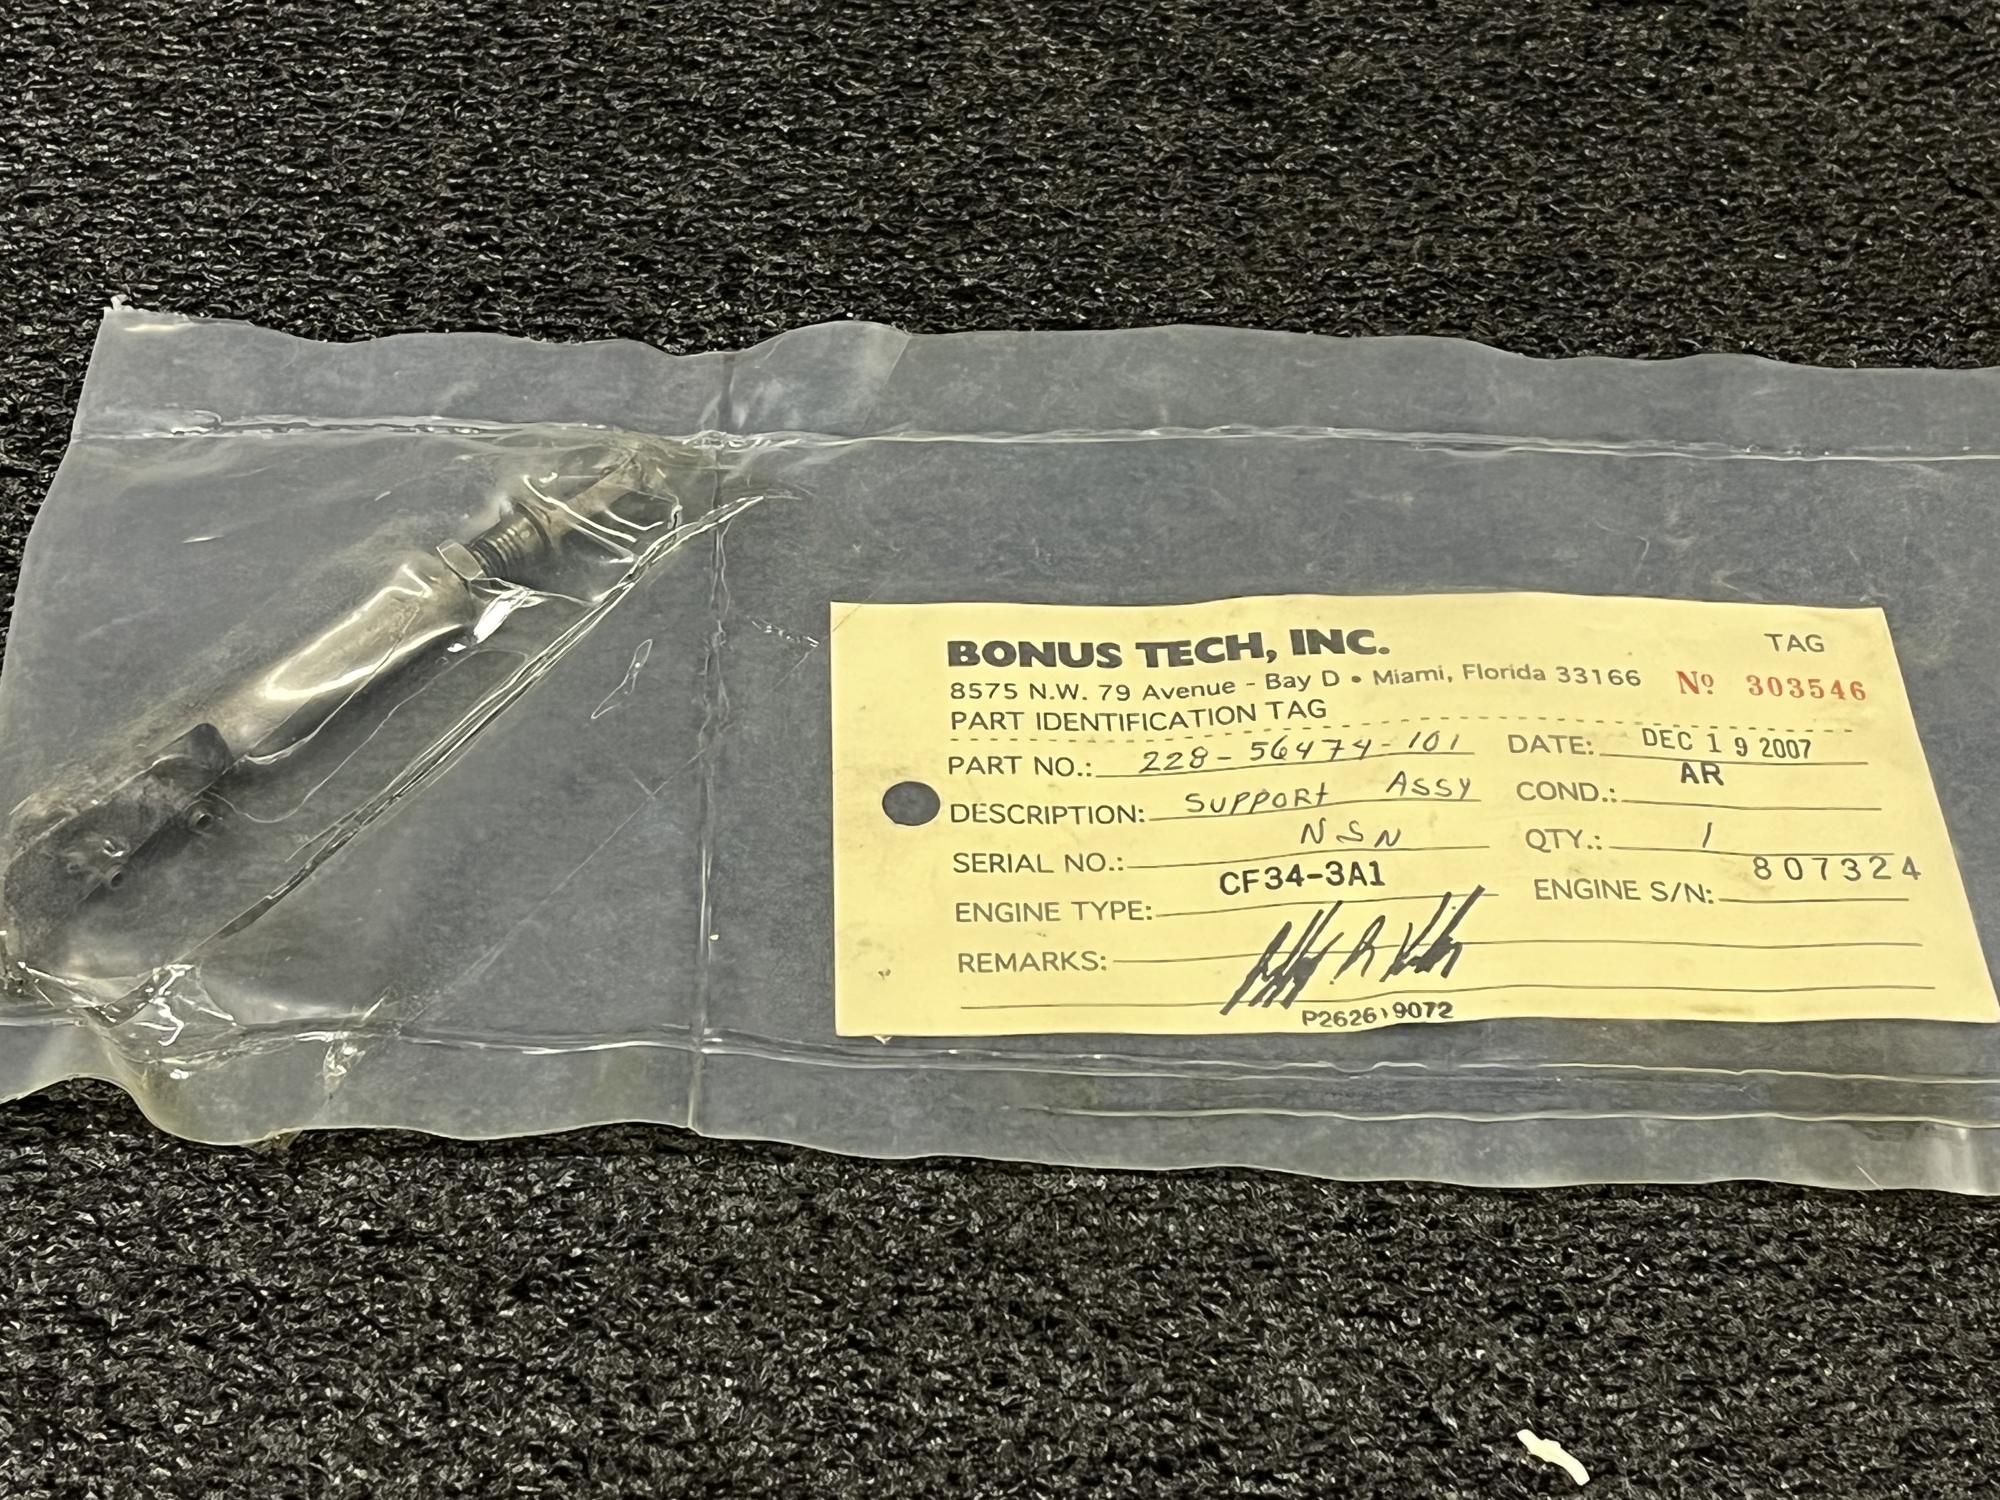 BONUS TECH, INC. TAG
8575 N.W. 79 Avenue - Bay D • Miami, Florida 33166 Nº 303546
PART IDENTIFICATION TAG
PART NO.: 228-56474-101 DATE: DEC 19 2007
DESCRIPTION: SUPPORt ASSY COND.: AR
SERIAL NO.: NSN QTY.: 1
ENGINE TYPE: CF34-3A1 ENGINE S/N: 807324
REMARKS:
P2626 9072